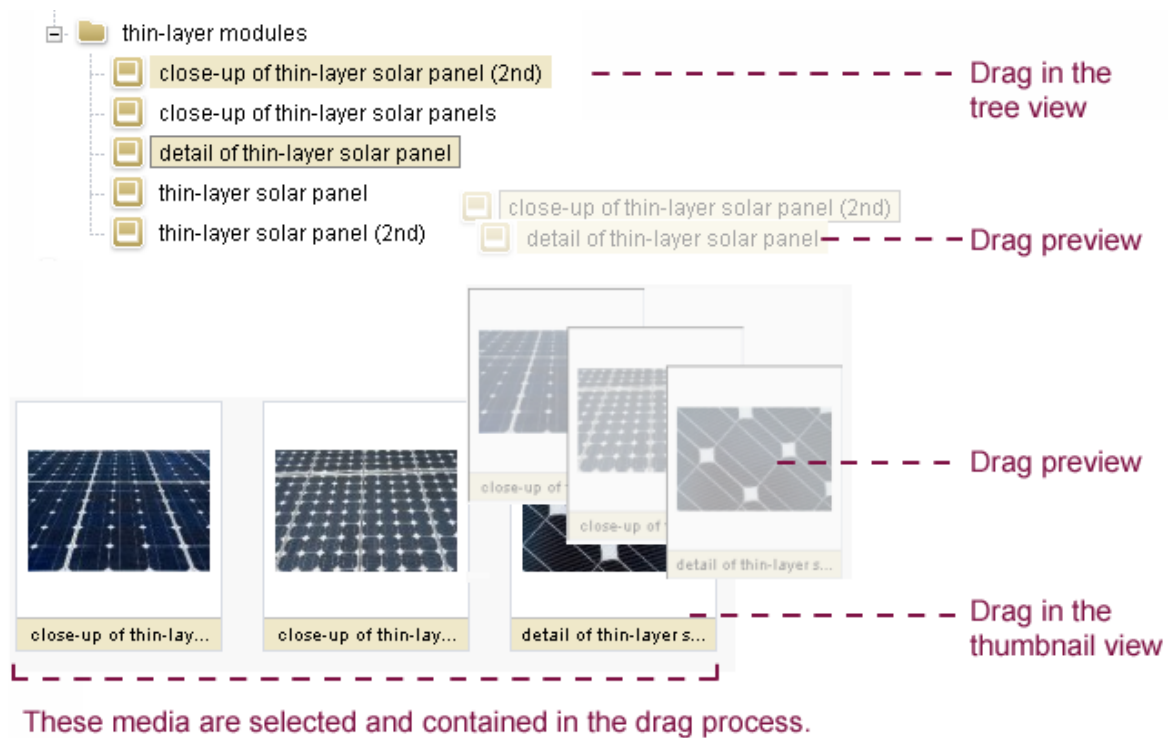 thin-layer modules
close-up of thin-layer solar panel (2nd)
Drag in the
tree view
close-up of thin-layer solar panels
detail of thin-layer solar panel
thin-layer solar panel
close-up of thin-layer solar panel (2nd)
thin-layer solar panel (2nd)
detail of thin-layer solar panel
Drag preview
Drag preview
close-up of t
close-up of t
detail of thin-layer s...
close-up of thin-lay...
close-up of thin-lay...
detail of thin-layer s...
Drag in the
thumbnail view
These media are selected and contained in the drag process.